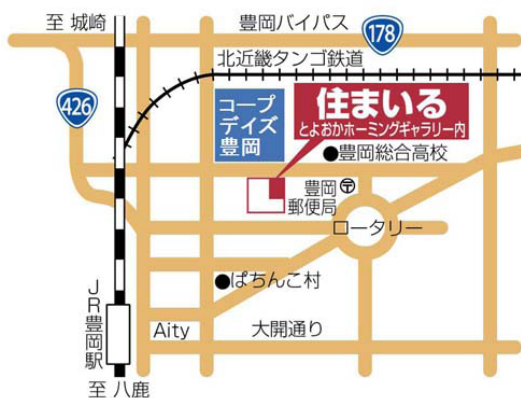 至 城崎
豊岡バイパス
178
北近畿タンゴ鉄道
426
コープ
デイズ
豊岡
住まいる
とよおかホーミングギャラリー内
●豊岡総合高校
豊岡〒
郵便局
ロータリー
●ぱちんこ村
JR豊岡駅
Aity
大開通り
至 八鹿